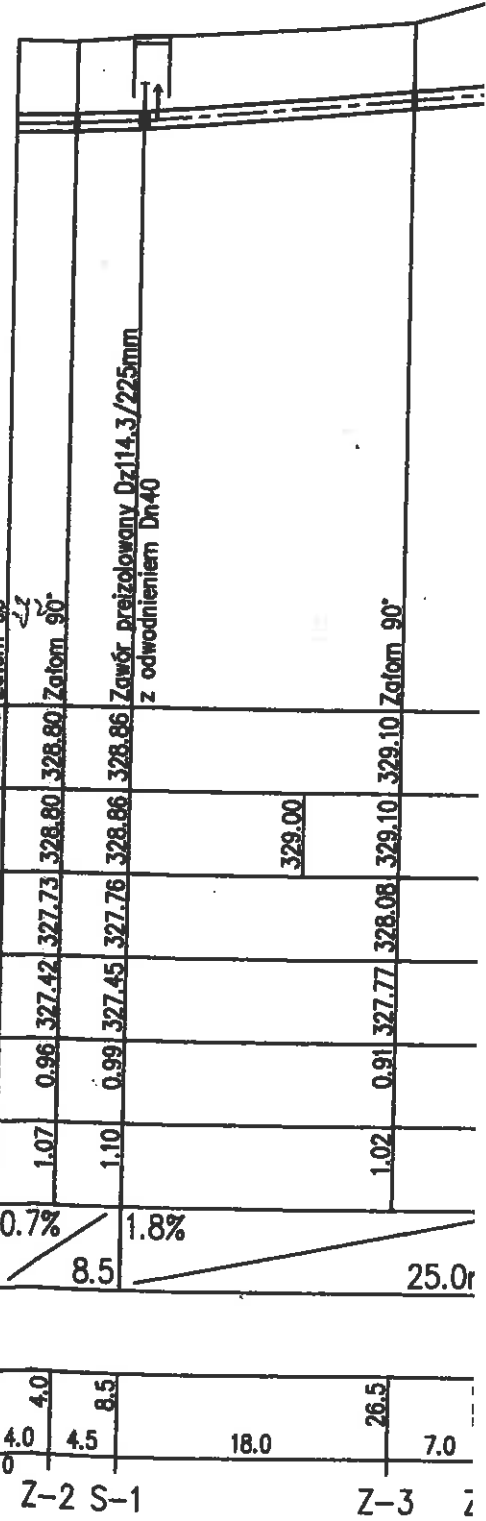 Załom 90°
Zawór preizolowany Dz114.3/225mm
z odwodnieniem Dn40
Załom 90°
328.80 328.86 329.10
328.80 328.86 329.00 329.10
327.73 327.76 328.08
327.42 327.45 327.77
0.96 0.99 0.91
1.07 1.10 1.02
0.7% 1.8%
8.5 25.0
4.0 8.5 26.5
4.0 4.5 18.0 7.0
0
Z-2 S-1 Z-3